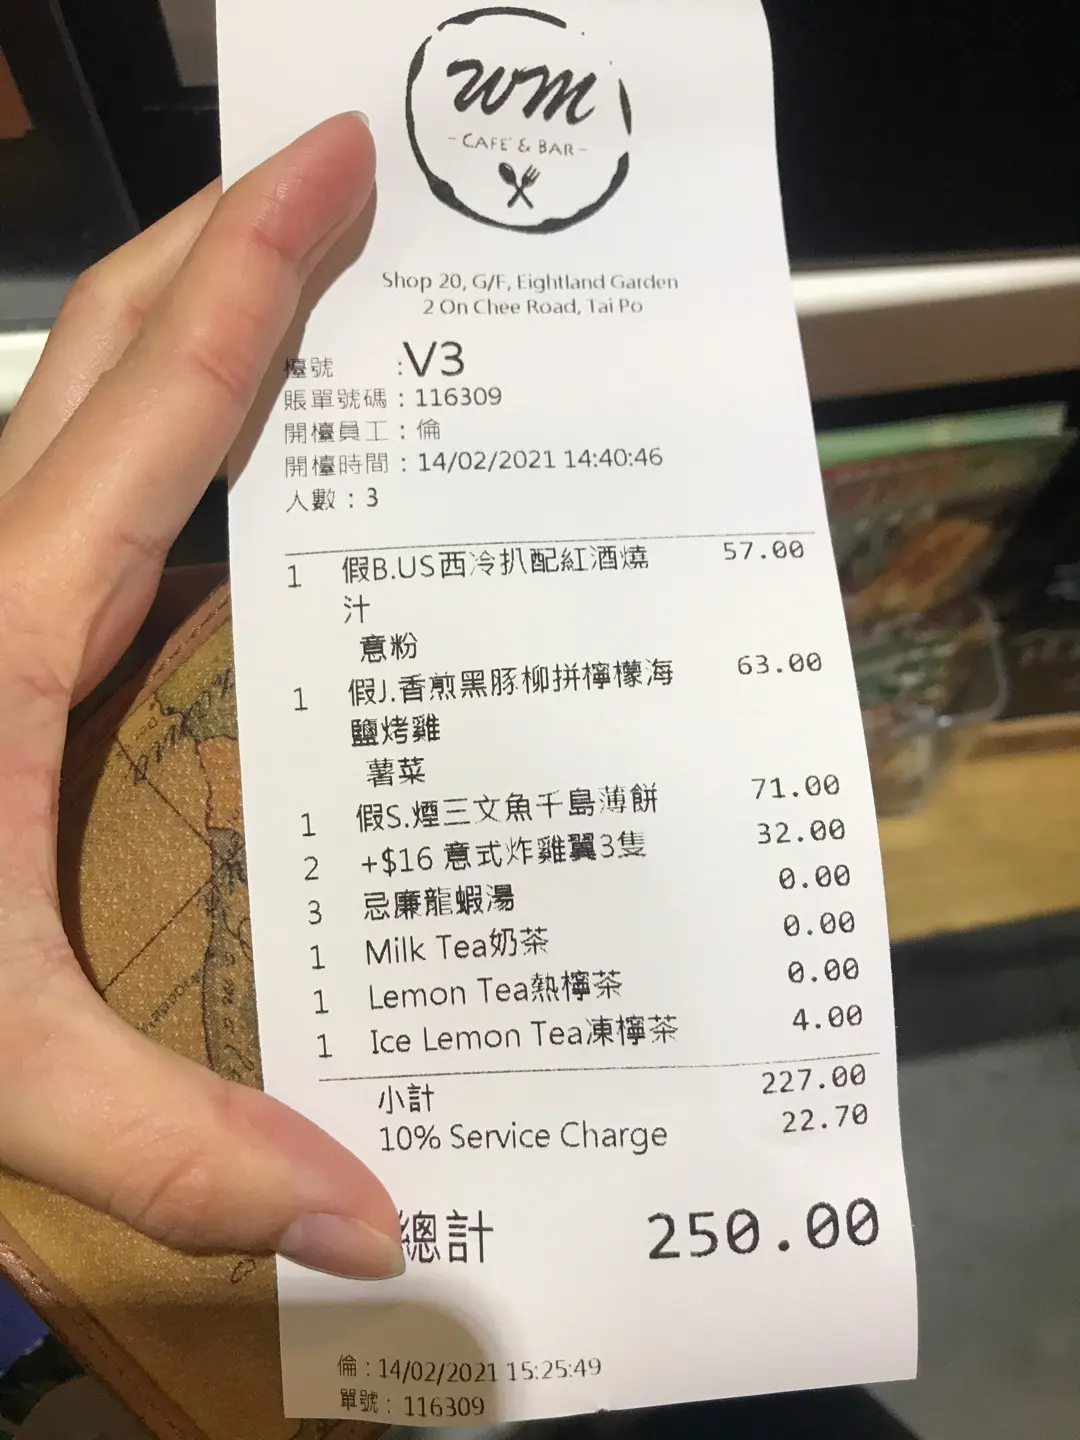 WM
- CAFE & BAR -
Shop 20, G/F, Eightland Garden
2 On Chee Road, Tai Po
檯號 :V3
賬單號碼 : 116309
開檯員工 : 倫
開檯時間 : 14/02/2021 14:40:46
人數 : 3
1 假B.US西冷扒配紅酒燒 57.00
汁
意粉
1 假J.香煎黑豚柳拼檸檬海 63.00
鹽烤雞
薯菜
1 假S.煙三文魚千島薄餅 71.00
2 +$16 意式炸雞翼3隻 32.00
3 忌廉龍蝦湯 0.00
1 Milk Tea奶茶 0.00
1 Lemon Tea熱檸茶 0.00
1 Ice Lemon Tea凍檸茶 4.00
小計 227.00
10% Service Charge 22.70
總計 250.00
倫 : 14/02/2021 15:25:49
單號 : 116309